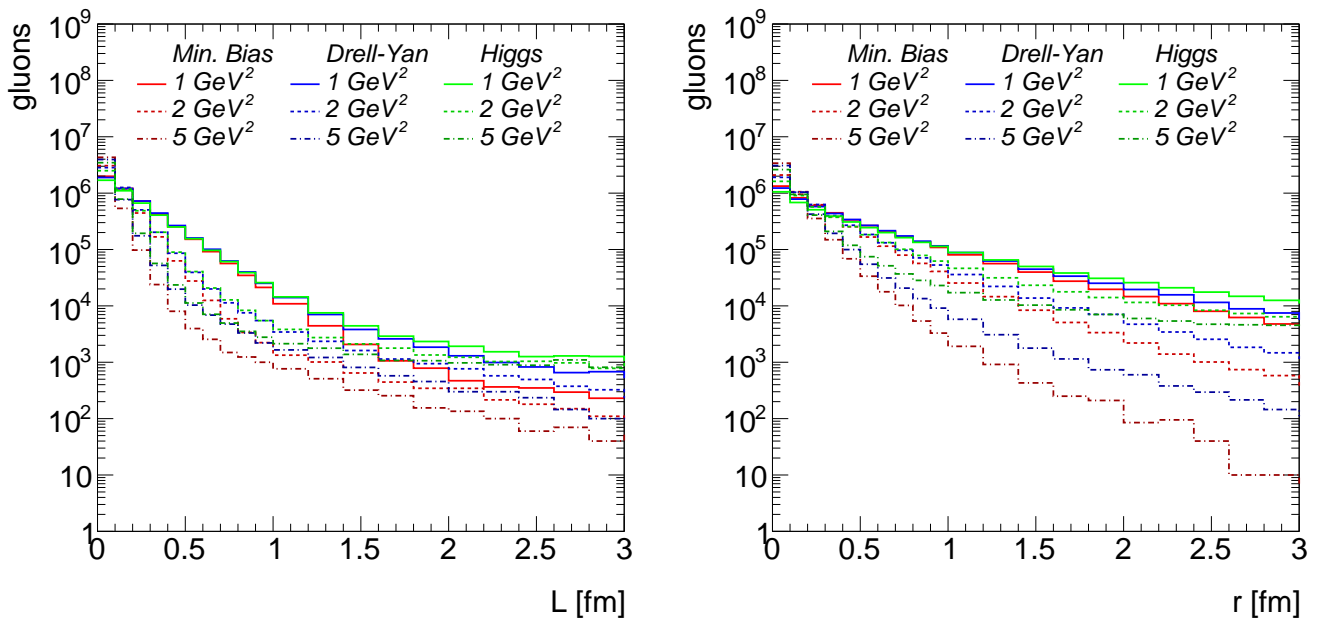 gluons
10^9
10^8
10^7
10^6
10^5
10^4
10^3
10^2
10
1
Min. Bias Drell-Yan Higgs
1 GeV^2 1 GeV^2 1 GeV^2
2 GeV^2 2 GeV^2 2 GeV^2
5 GeV^2 5 GeV^2 5 GeV^2
0 0.5 1 1.5 2 2.5 3
L [fm]
gluons
10^9
10^8
10^7
10^6
10^5
10^4
10^3
10^2
10
1
Min. Bias Drell-Yan Higgs
1 GeV^2 1 GeV^2 1 GeV^2
2 GeV^2 2 GeV^2 2 GeV^2
5 GeV^2 5 GeV^2 5 GeV^2
0 0.5 1 1.5 2 2.5 3
r [fm]